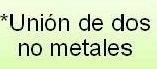 *Unión de dos
no metales